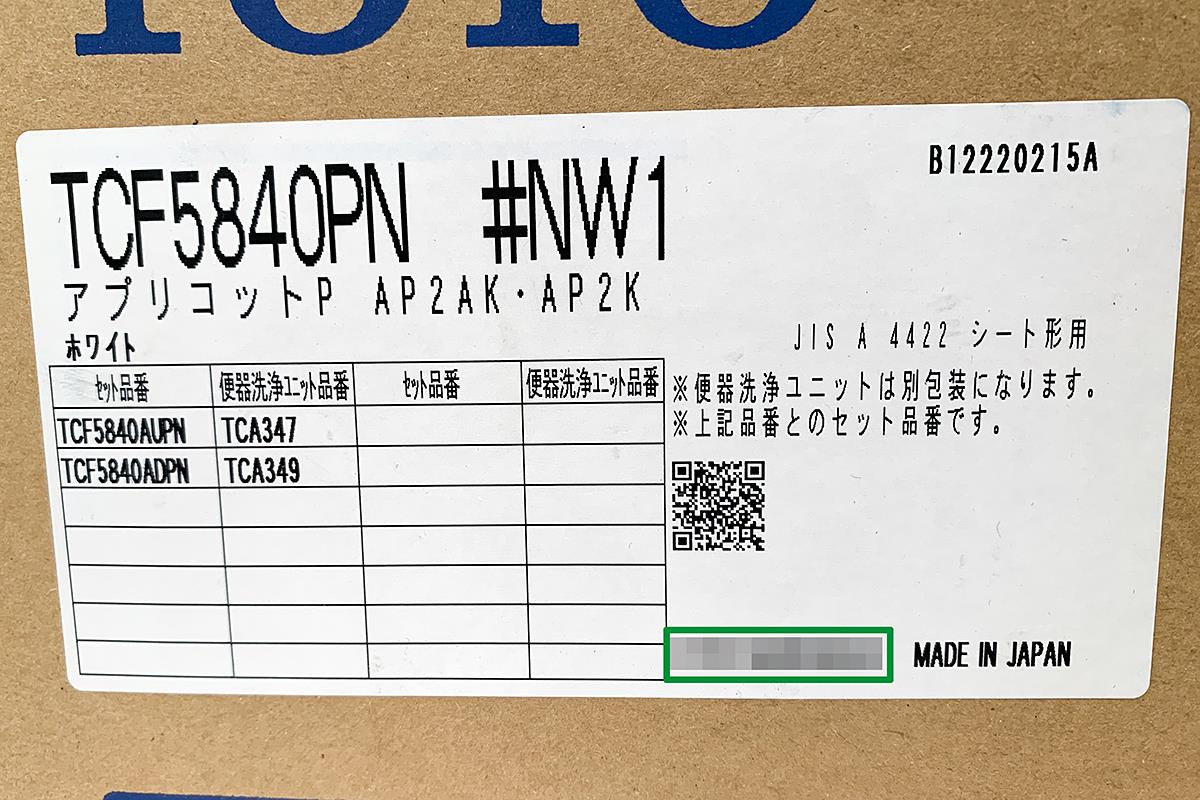 TOTO
TCF5840PN #NW1
B12220215A
アプリコットP AP2AK・AP2K
ホワイト
JIS A 4422 シート形用
セット品番 便器洗浄ユニット品番 セット品番 便器洗浄ユニット品番
TCF5840AUPN TCA347
TCF5840ADPN TCA349
※便器洗浄ユニットは別包装になります。
※上記品番とのセット品番です。
MADE IN JAPAN